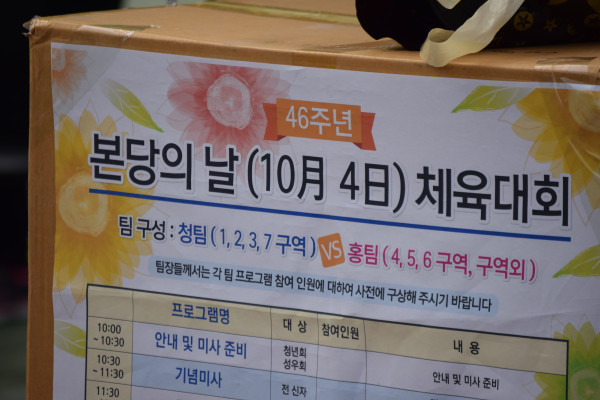 46주년
본당의 날 (10月 4日) 체육대회
팀 구성 : 청팀 ( 1, 2, 3, 7 구역 ) VS 홍팀 ( 4, 5, 6 구역, 구역외 )
팀장들께서는 각 팀 프로그램 참여 인원에 대하여 사전에 구상해 주시기 바랍니다
프로그램명 대 상 참여인원 내 용
10:00 ~ 10:30 안내 및 미사 준비 청년회 성우회 안내 및 미사 준비
10:30 ~ 11:30 기념미사 전 신자
11:30